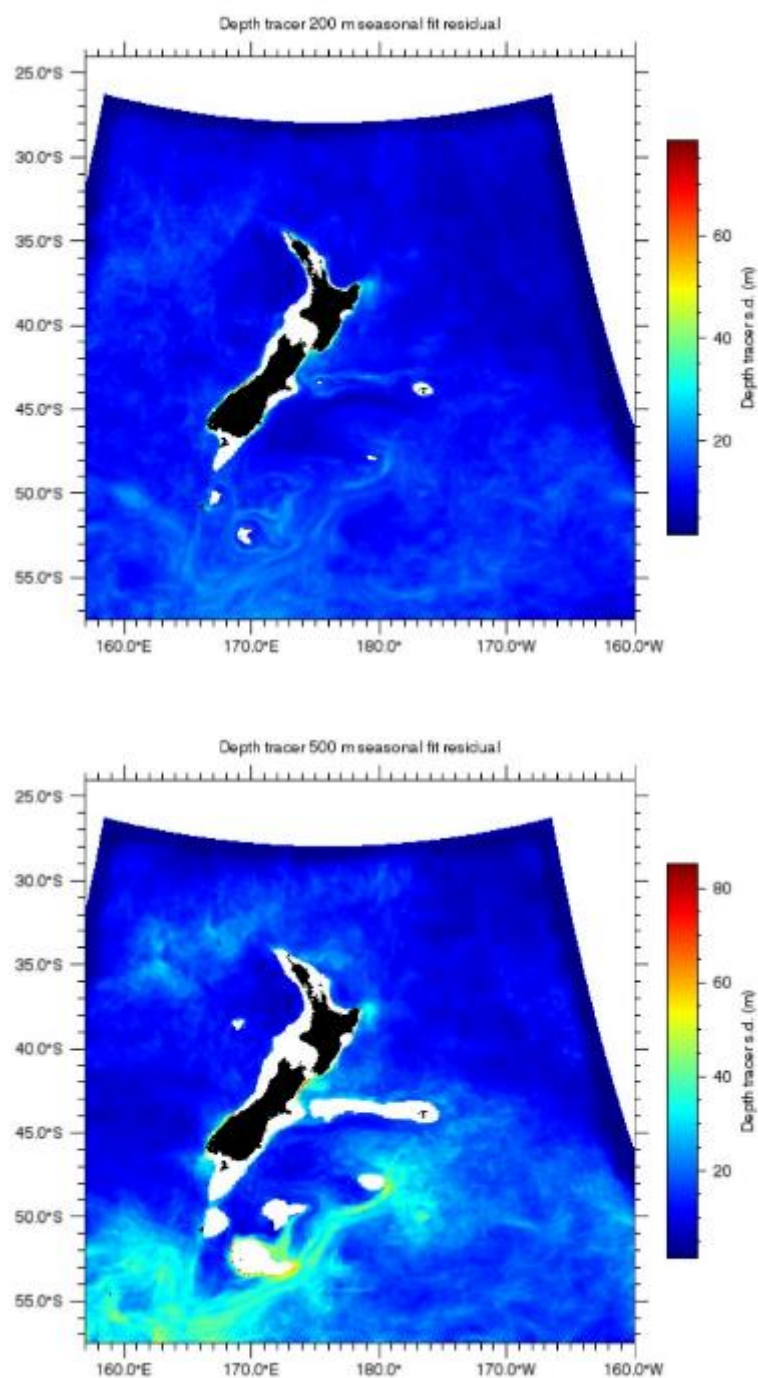 Depth tracer 200 m seasonal fit residual
25.0°S
30.0°S
35.0°S
40.0°S
45.0°S
50.0°S
55.0°S
160.0°E
170.0°E
180.0°
170.0°W
160.0°W
60
40
20
Depth tracer s.d. (m)
Depth tracer 500 m seasonal fit residual
25.0°S
30.0°S
35.0°S
40.0°S
45.0°S
50.0°S
55.0°S
160.0°E
170.0°E
180.0°
170.0°W
160.0°W
80
60
40
20
Depth tracer s.d. (m)